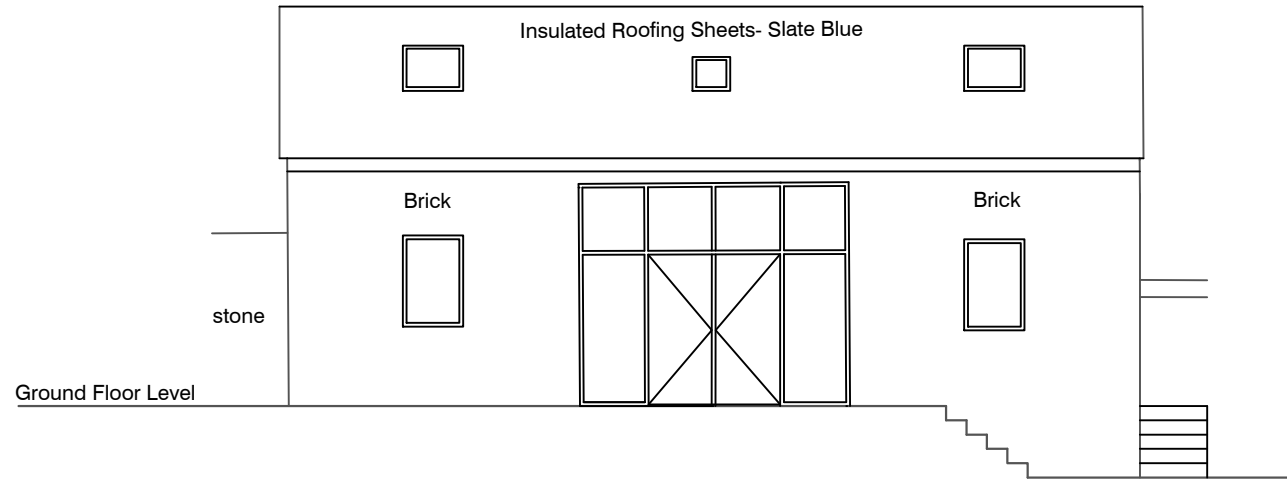 Insulated Roofing Sheets- Slate Blue
Brick
Brick
stone
Ground Floor Level